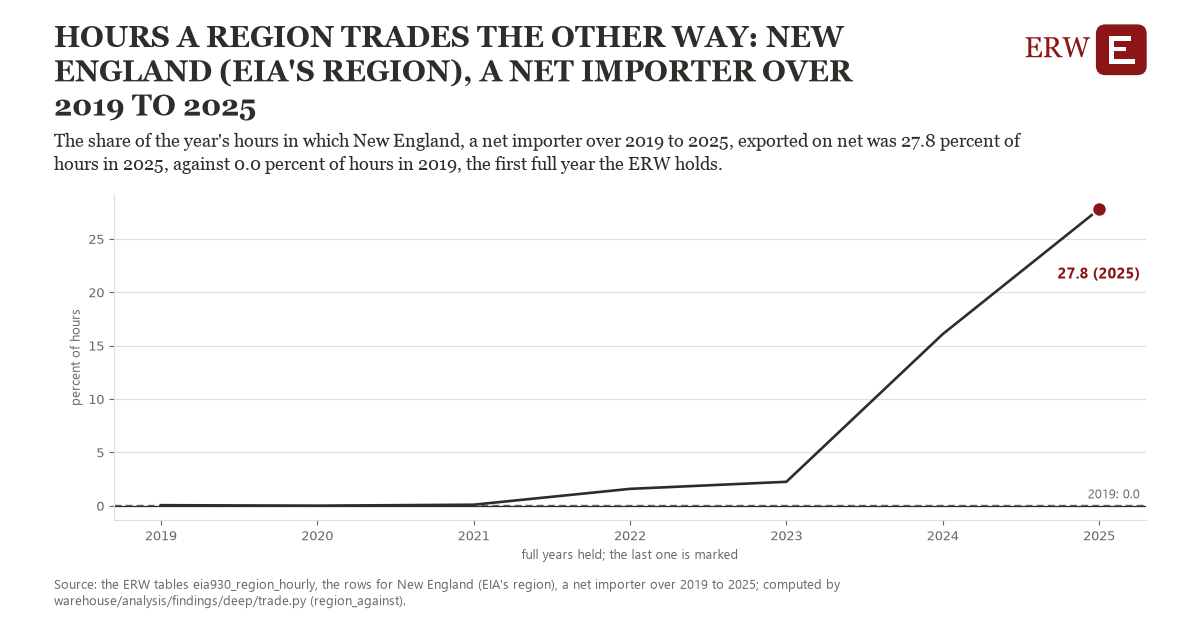 HOURS A REGION TRADES THE OTHER WAY: NEW
ENGLAND (EIA'S REGION), A NET IMPORTER OVER
2019 TO 2025
ERW
E
The share of the year's hours in which New England, a net importer over 2019 to 2025, exported on net was 27.8 percent of
hours in 2025, against 0.0 percent of hours in 2019, the first full year the ERW holds.
percent of hours
25
20
15
10
5
0
27.8 (2025)
2019: 0.0
2019 2020 2021 2022 2023 2024 2025
full years held; the last one is marked
Source: the ERW tables eia930_region_hourly, the rows for New England (EIA's region), a net importer over 2019 to 2025; computed by
warehouse/analysis/findings/deep/trade.py (region_against).